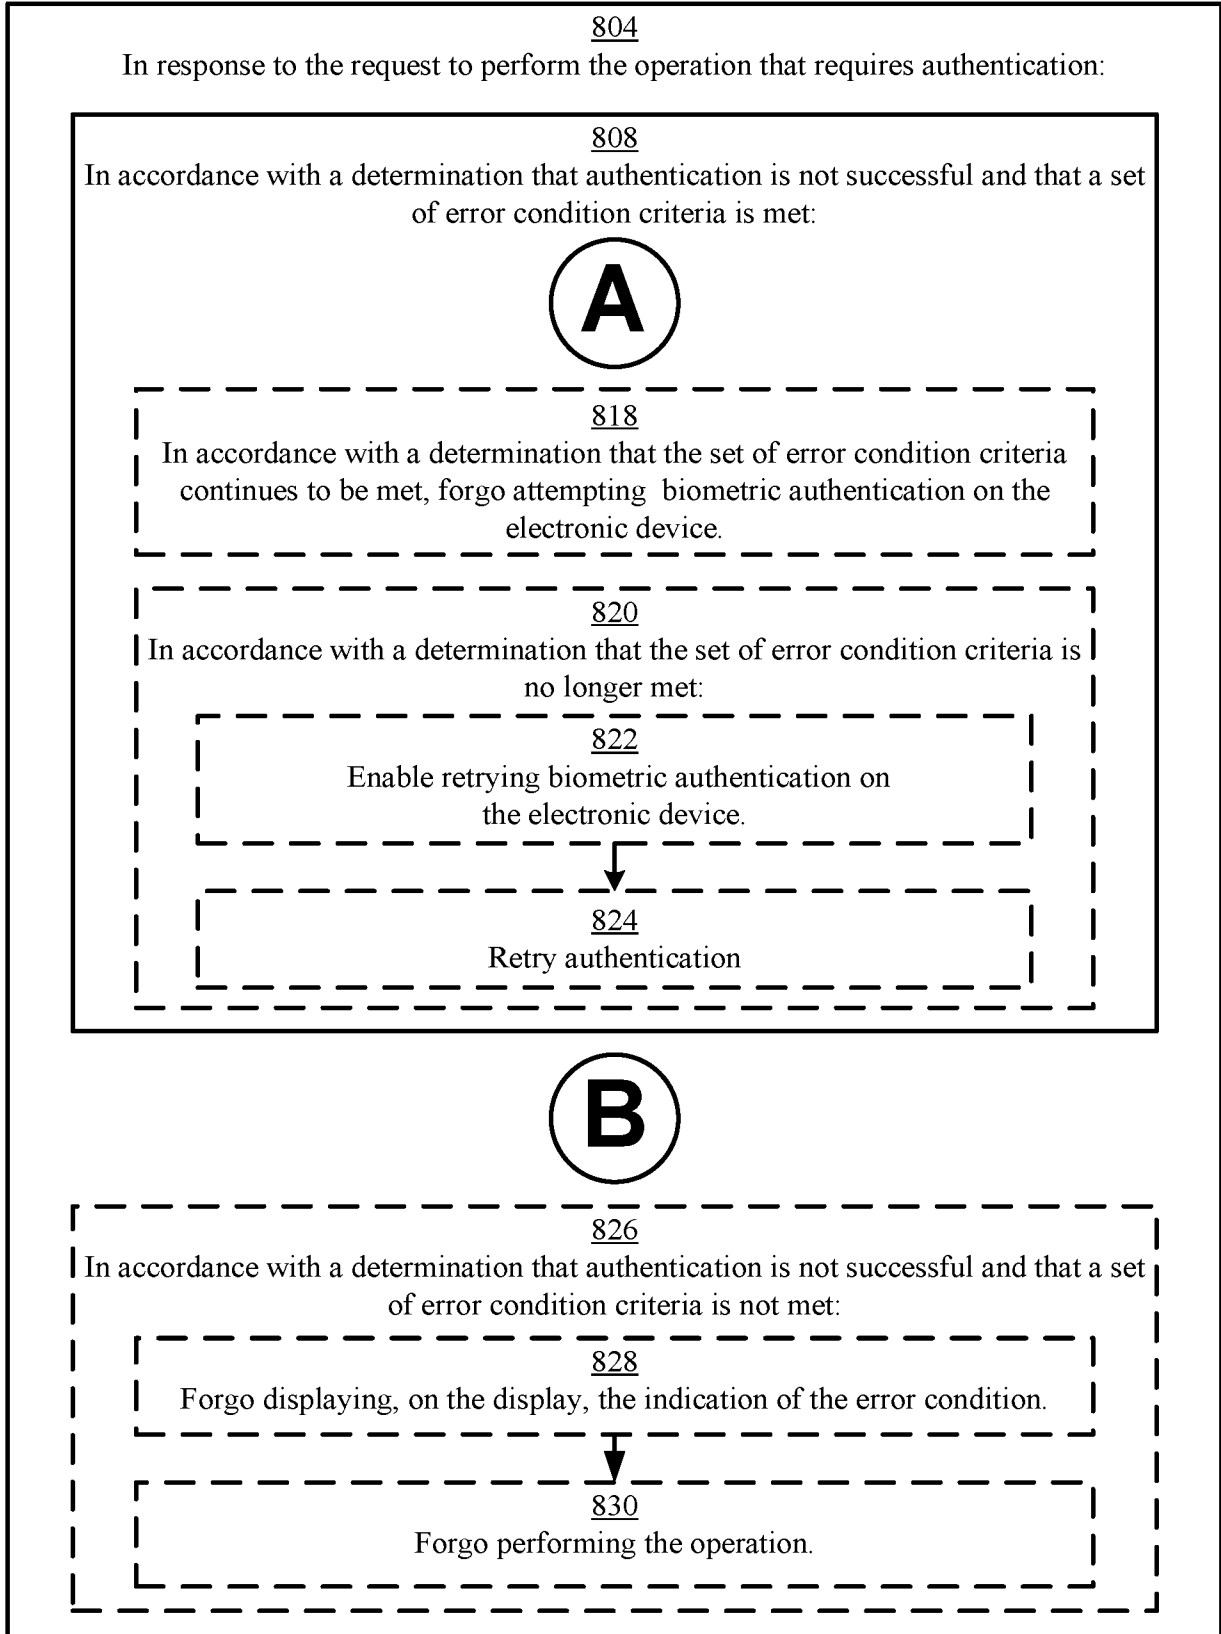 804
In response to the request to perform the operation that requires authentication:
808
In accordance with a determination that authentication is not successful and that a set
of error condition criteria is met:
A
818
In accordance with a determination that the set of error condition criteria
continues to be met, forgo attempting biometric authentication on the
electronic device.
820
In accordance with a determination that the set of error condition criteria is
no longer met:
822
Enable retrying biometric authentication on
the electronic device.
824
Retry authentication
B
826
In accordance with a determination that authentication is not successful and that a set
of error condition criteria is not met:
828
Forgo displaying, on the display, the indication of the error condition.
830
Forgo performing the operation.